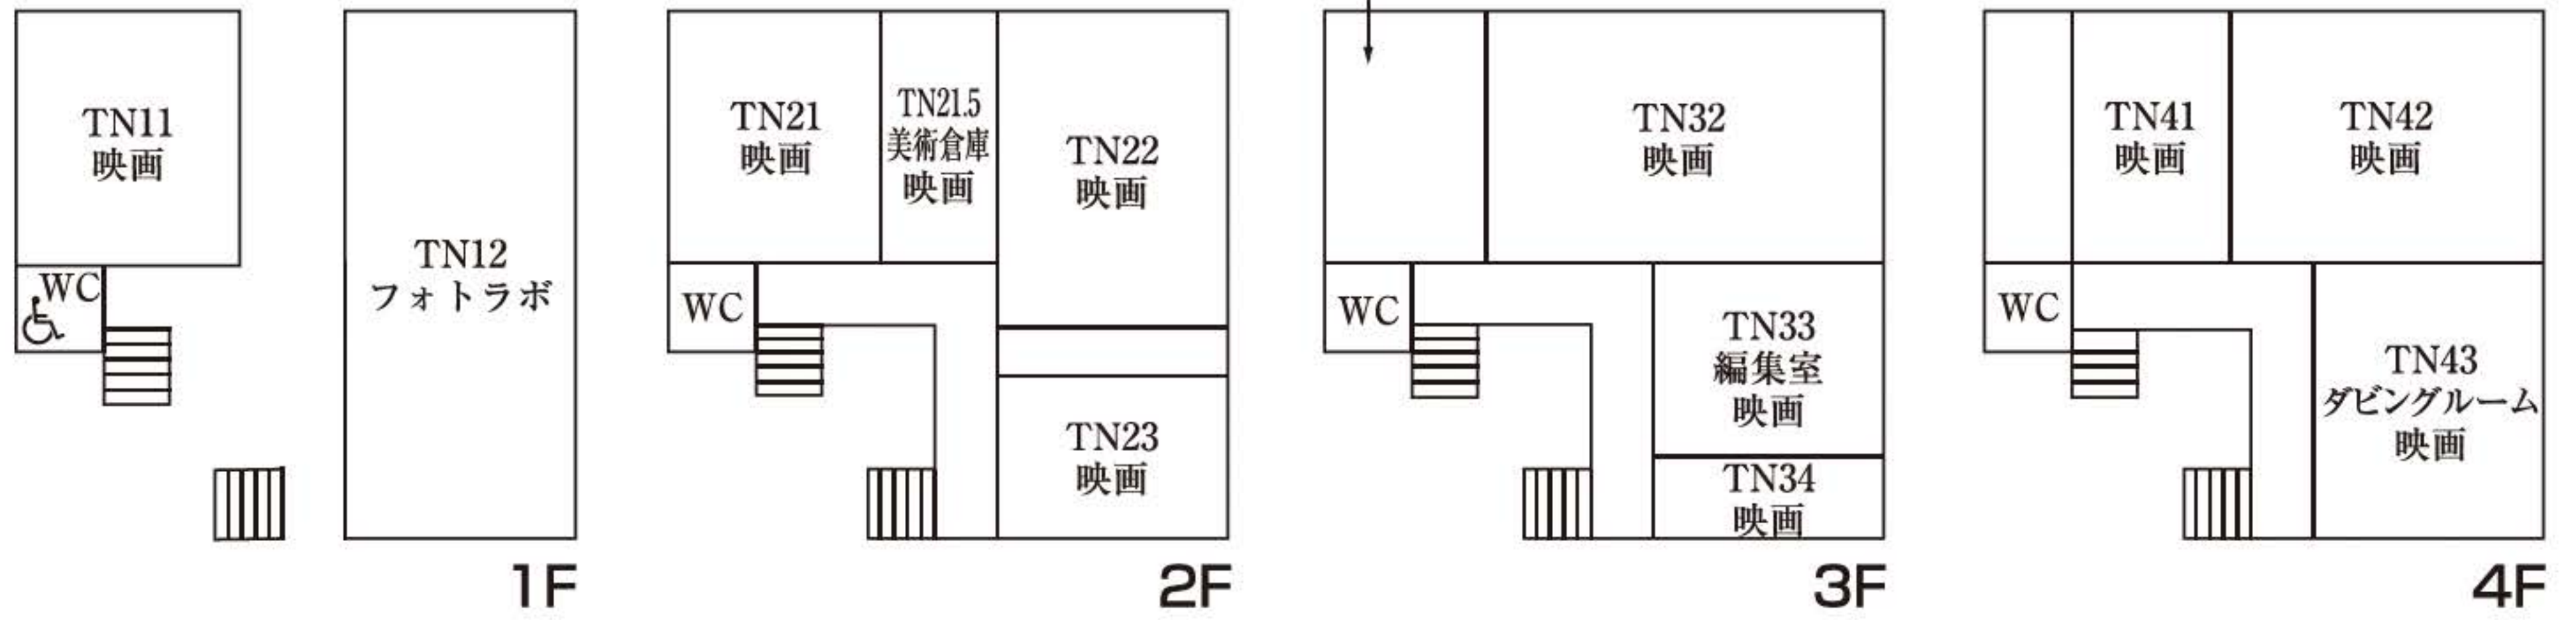 TN11
映画
WC
TN12
フォトラボ
1F
TN21
映画
TN21.5
美術倉庫
映画
TN22
映画
WC
TN23
映画
2F
TN32
映画
WC
TN33
編集室
映画
TN34
映画
3F
TN41
映画
TN42
映画
WC
TN43
ダビングルーム
映画
4F